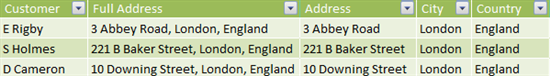 Customer Full Address Address City Country
E Rigby 3 Abbey Road, London, England 3 Abbey Road London England
S Holmes 221 B Baker Street, London, England 221 B Baker Street London England
D Cameron 10 Downing Street, London, England 10 Downing Street London England